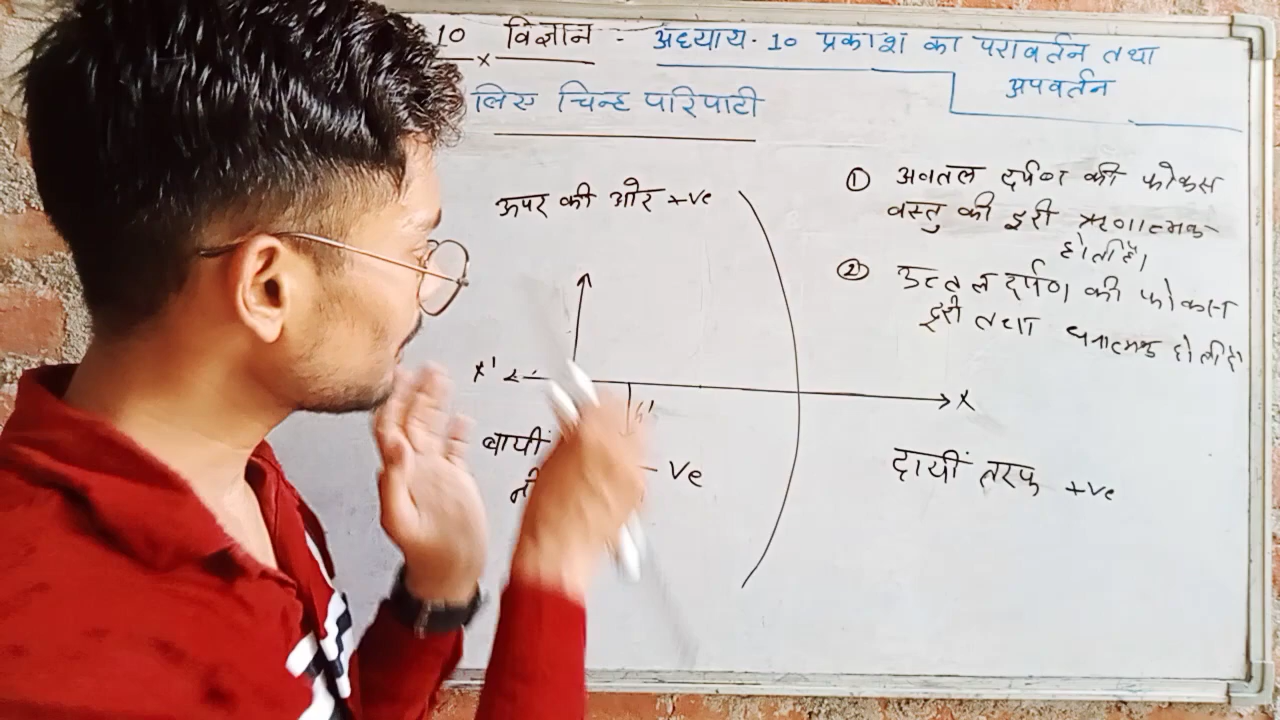 10 विज्ञान - अध्याय. 10 प्रकाश का परावर्तन तथा
अपवर्तन
लिए चिन्ह परिपाटी
ऊपर की ओर +ve
① अवतल दर्पण की फोकस
वस्तु की दूरी ऋणात्मक
होती है।
② उत्तल दर्पण की फोकस
दूरी तथा धनात्मक होती है
X'
X
h'
बायीं
-ve
दायीं तरफ +ve